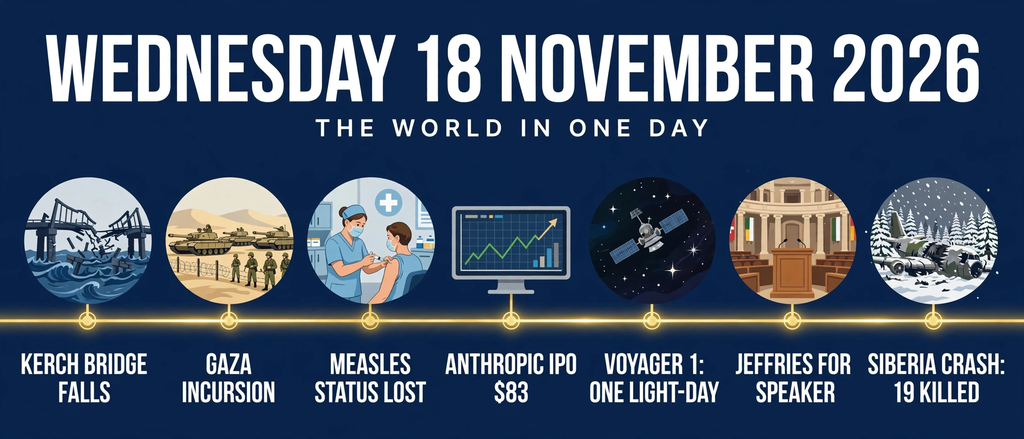 WEDNESDAY 18 NOVEMBER 2026
THE WORLD IN ONE DAY
KERCH BRIDGE
FALLS
GAZA
INCURSION
MEASLES
STATUS LOST
ANTHROPIC IPO
$83
VOYAGER 1:
ONE LIGHT-DAY
JEFFRIES FOR
SPEAKER
SIBERIA CRASH:
19 KILLED